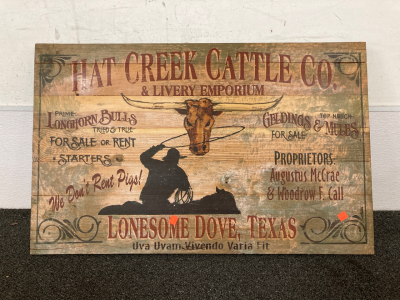 HAT CREEK CATTLE CO.
& LIVERY EMPORIUM
PRIME
LONGHORN BULLS
TRIED & TRUE
FOR SALE OR RENT
• STARTERS •
We Don't Rent Pigs!
TOP NOTCH
GELDINGS & MULES
FOR SALE
PROPRIETORS:
Augustus McCrae
& Woodrow F. Call
LONESOME DOVE, TEXAS
Uva Uvam Vivendo Varia Fit